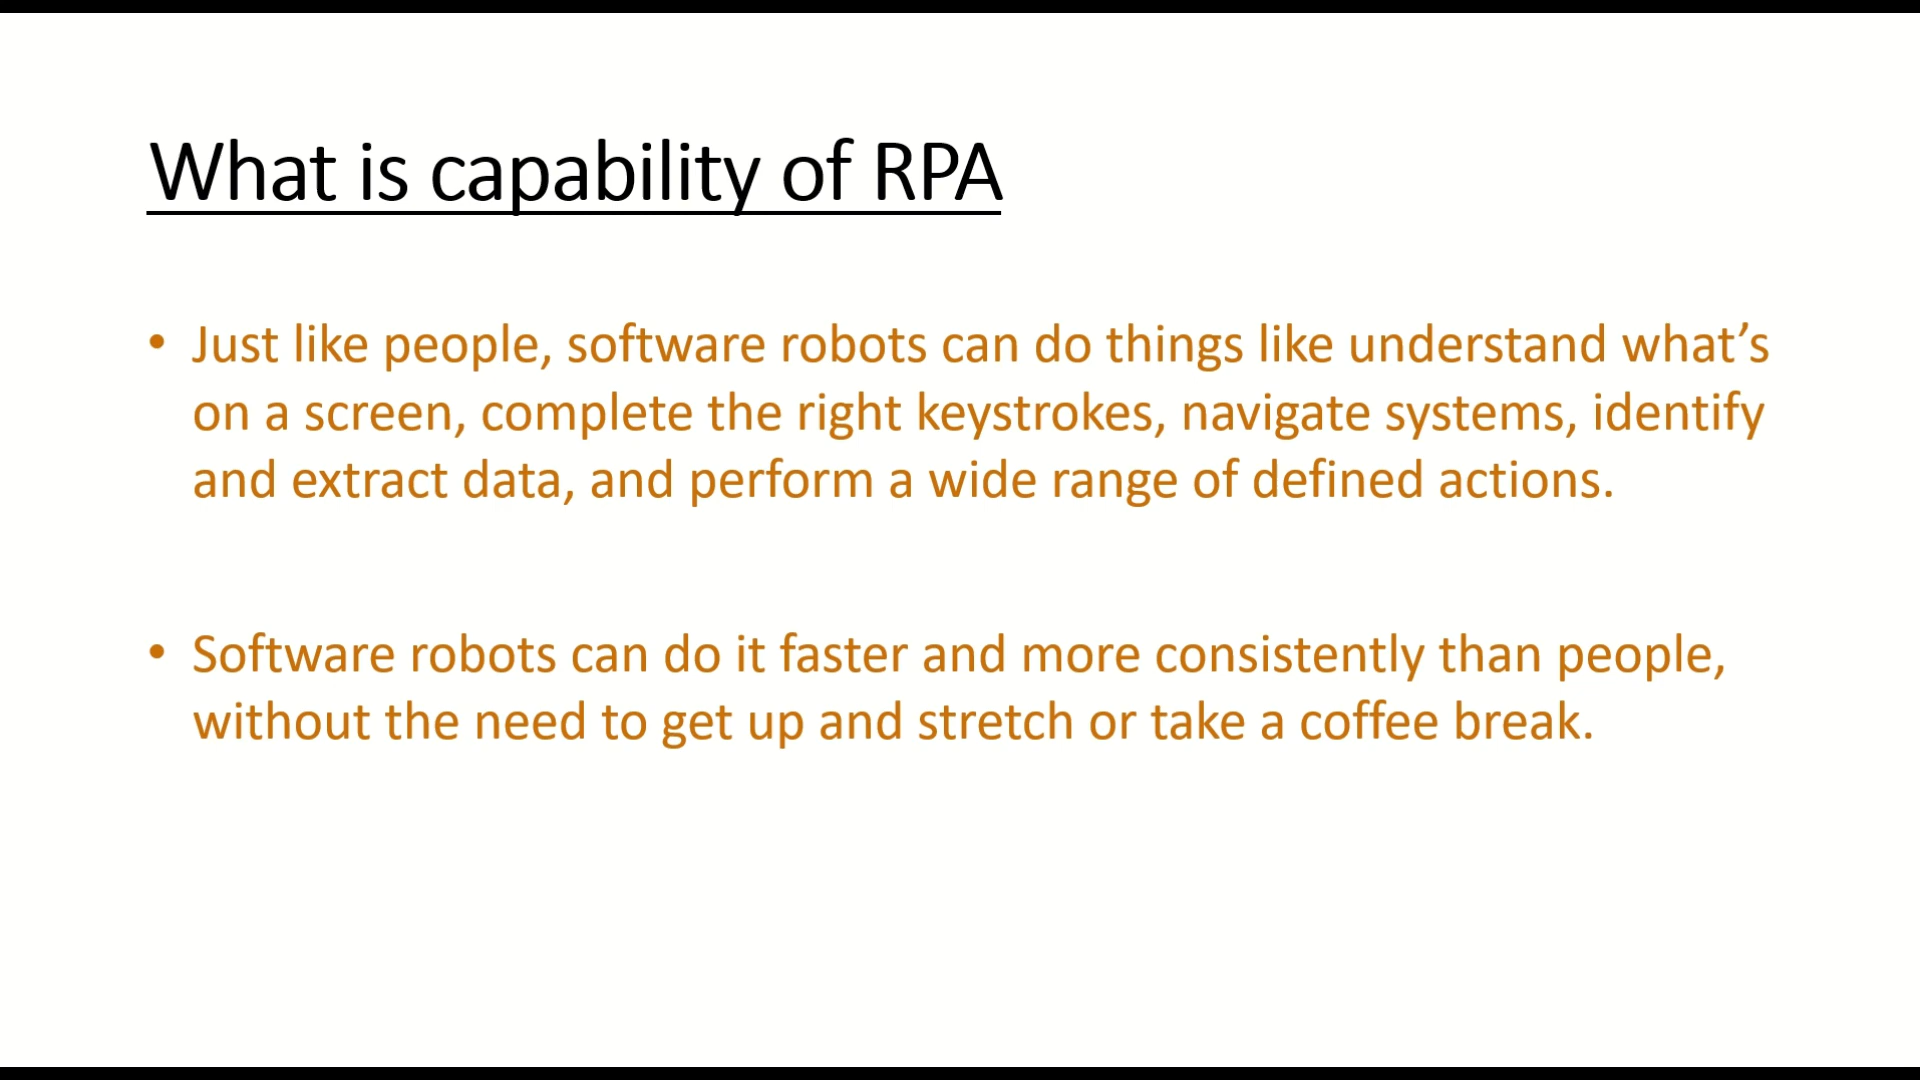 What is capability of RPA
• Just like people, software robots can do things like understand what’s
on a screen, complete the right keystrokes, navigate systems, identify
and extract data, and perform a wide range of defined actions.
• Software robots can do it faster and more consistently than people,
without the need to get up and stretch or take a coffee break.